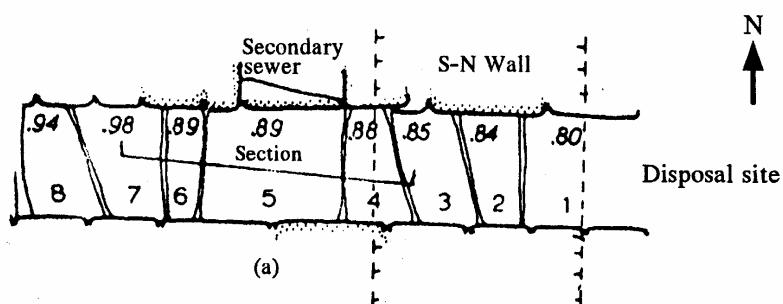 N
Secondary
sewer
S-N Wall
.94 .98 .89 .89 .88 .85 .84 .80
Section
Disposal site
8 7 6 5 4 3 2 1
(a)